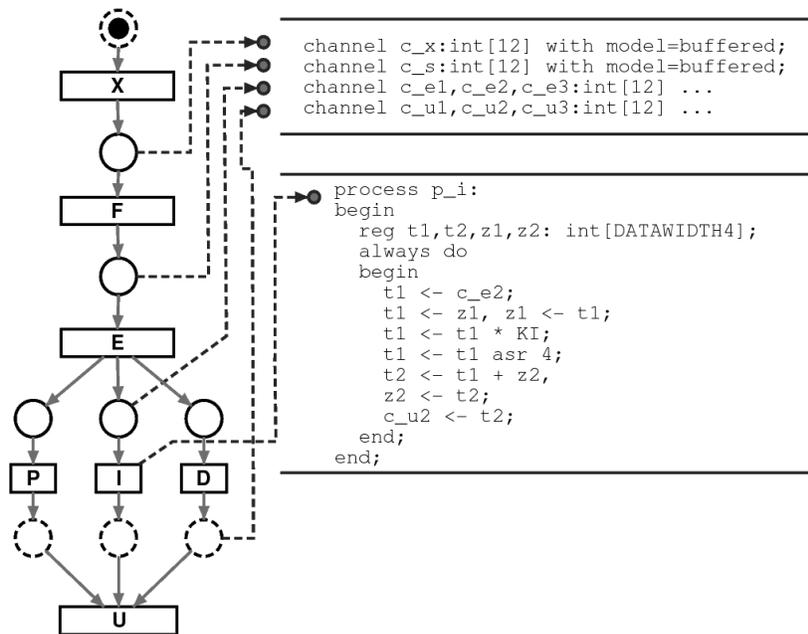 X
F
E
P I D
U
channel c_x:int[12] with model=buffered;
channel c_s:int[12] with model=buffered;
channel c_e1,c_e2,c_e3:int[12] ...
channel c_u1,c_u2,c_u3:int[12] ...
process p_i:
begin
reg t1,t2,z1,z2: int[DATAWIDTH4];
always do
begin
t1 <- c_e2;
t1 <- z1, z1 <- t1;
t1 <- t1 * KI;
t1 <- t1 asr 4;
t2 <- t1 + z2,
z2 <- t2;
c_u2 <- t2;
end;
end;